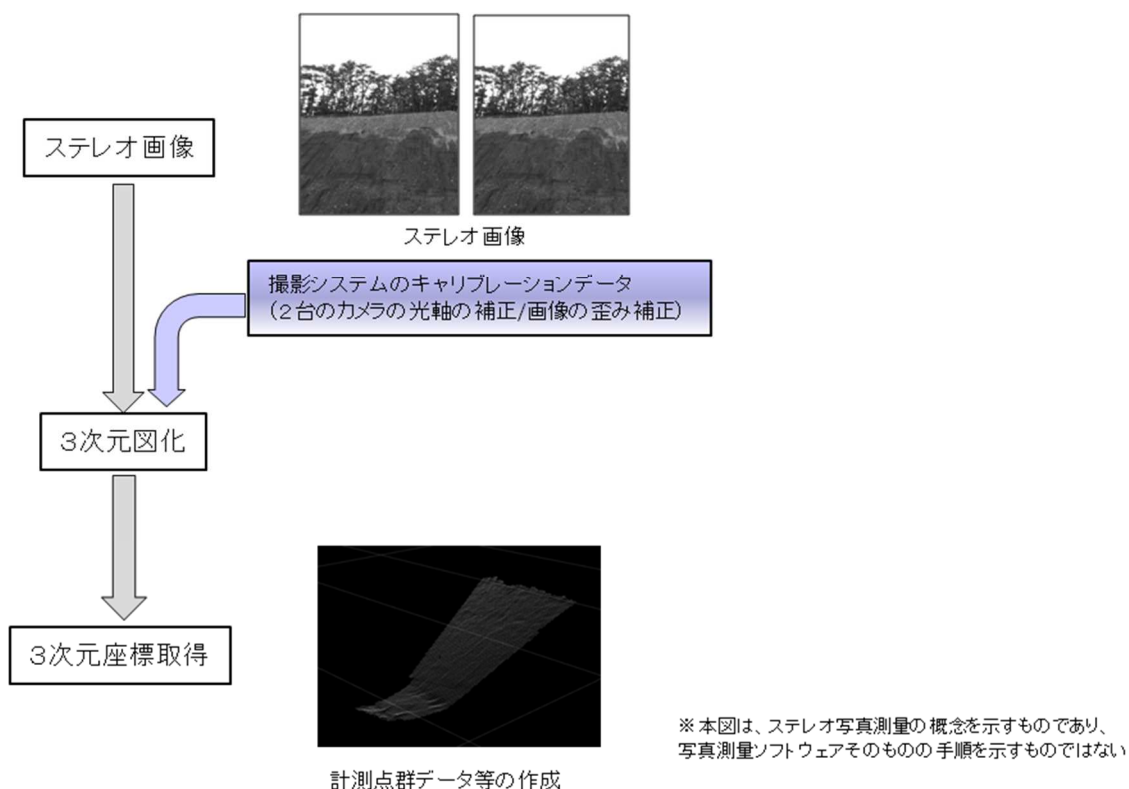 ステレオ画像
ステレオ画像
撮影システムのキャリブレーションデータ
(２台のカメラの光軸の補正/画像の歪み補正)
３次元図化
３次元座標取得
計測点群データ等の作成
※本図は、ステレオ写真測量の概念を示すものであり、
写真測量ソフトウェアそのものの手順を示すものではない